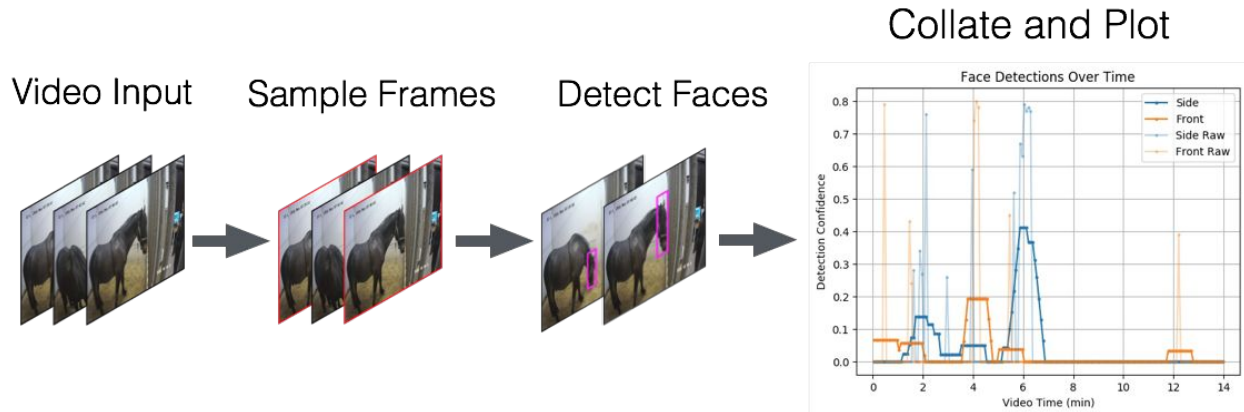 Video Input
Sample Frames
Detect Faces
Collate and Plot
Face Detections Over Time
Side
Front
Side Raw
Front Raw
Detection Confidence
0.8
0.7
0.6
0.5
0.4
0.3
0.2
0.1
0.0
0 2 4 6 8 10 12 14
Video Time (min)